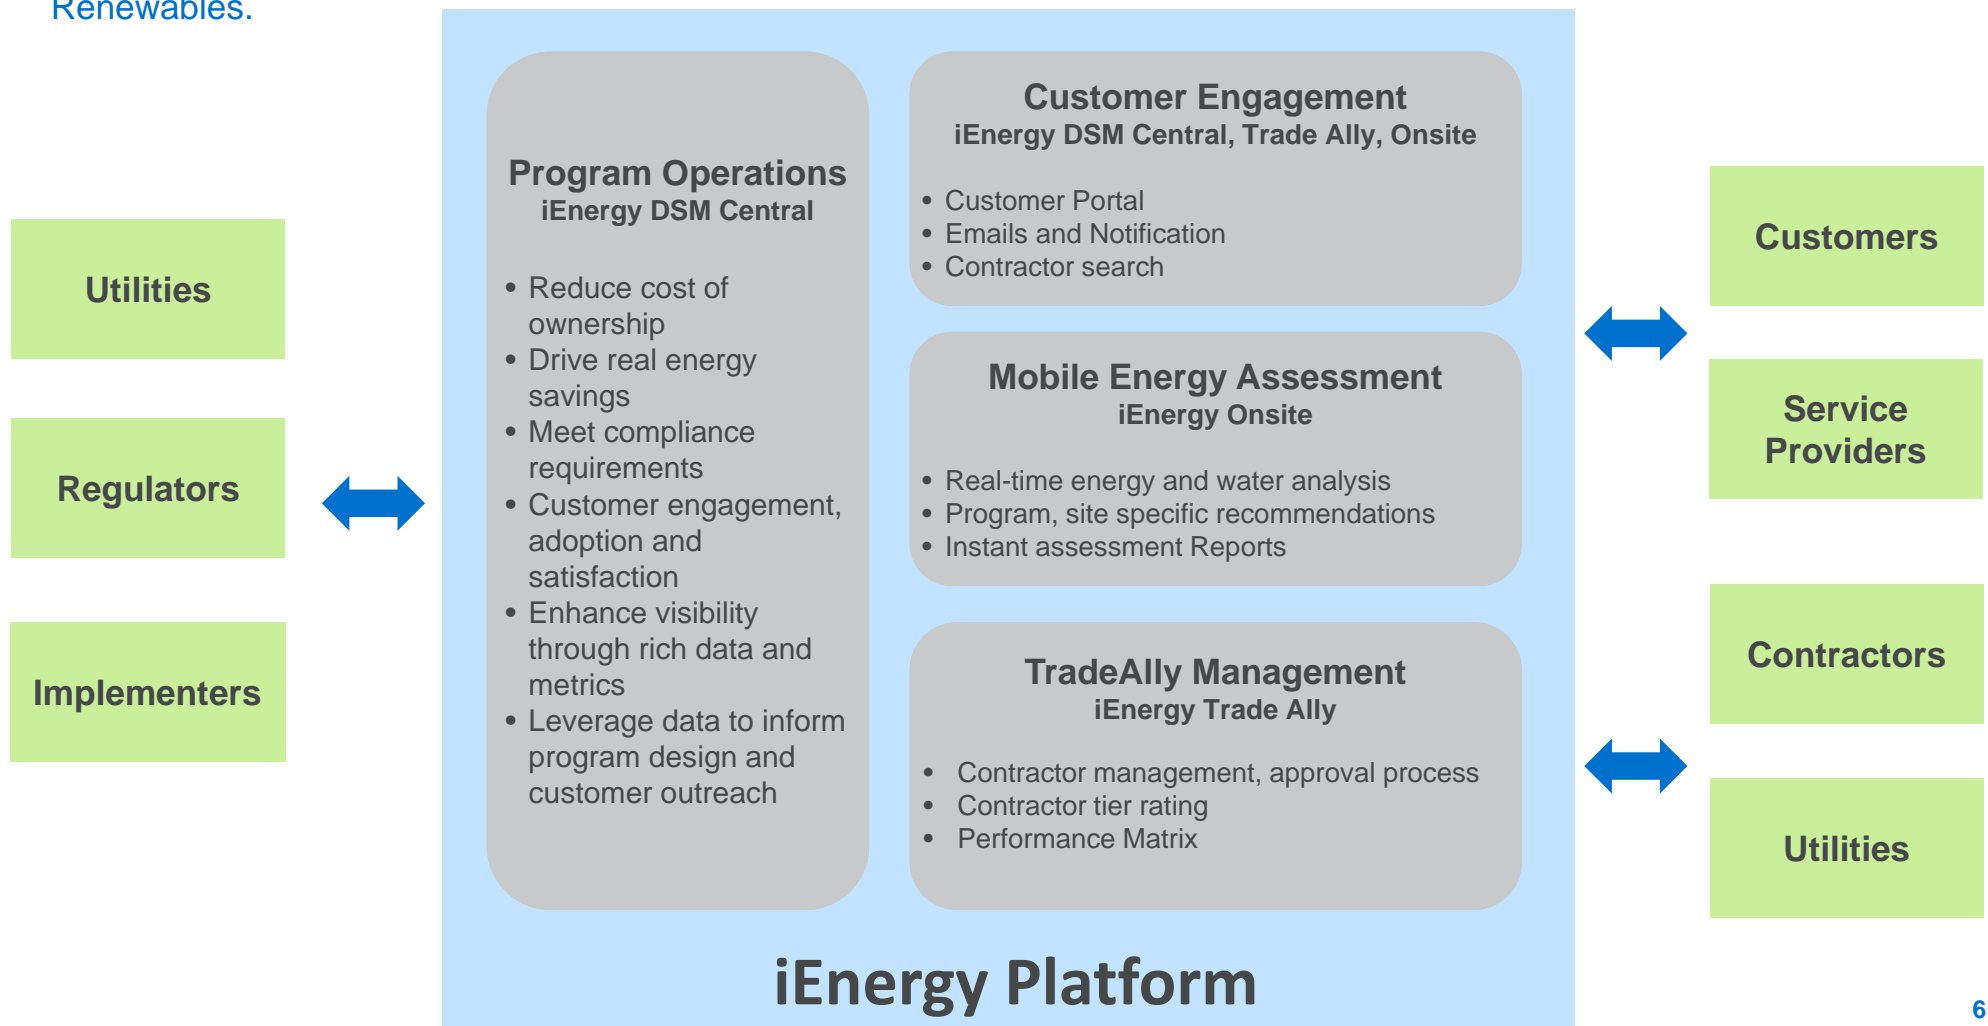 Renewables.
Utilities
Regulators
Implementers
Program Operations
iEnergy DSM Central
• Reduce cost of
ownership
• Drive real energy
savings
• Meet compliance
requirements
• Customer engagement,
adoption and
satisfaction
• Enhance visibility
through rich data and
metrics
• Leverage data to inform
program design and
customer outreach
Customer Engagement
iEnergy DSM Central, Trade Ally, Onsite
• Customer Portal
• Emails and Notification
• Contractor search
Mobile Energy Assessment
iEnergy Onsite
• Real-time energy and water analysis
• Program, site specific recommendations
• Instant assessment Reports
TradeAlly Management
iEnergy Trade Ally
• Contractor management, approval process
• Contractor tier rating
• Performance Matrix
iEnergy Platform
Customers
Service
Providers
Contractors
Utilities
6